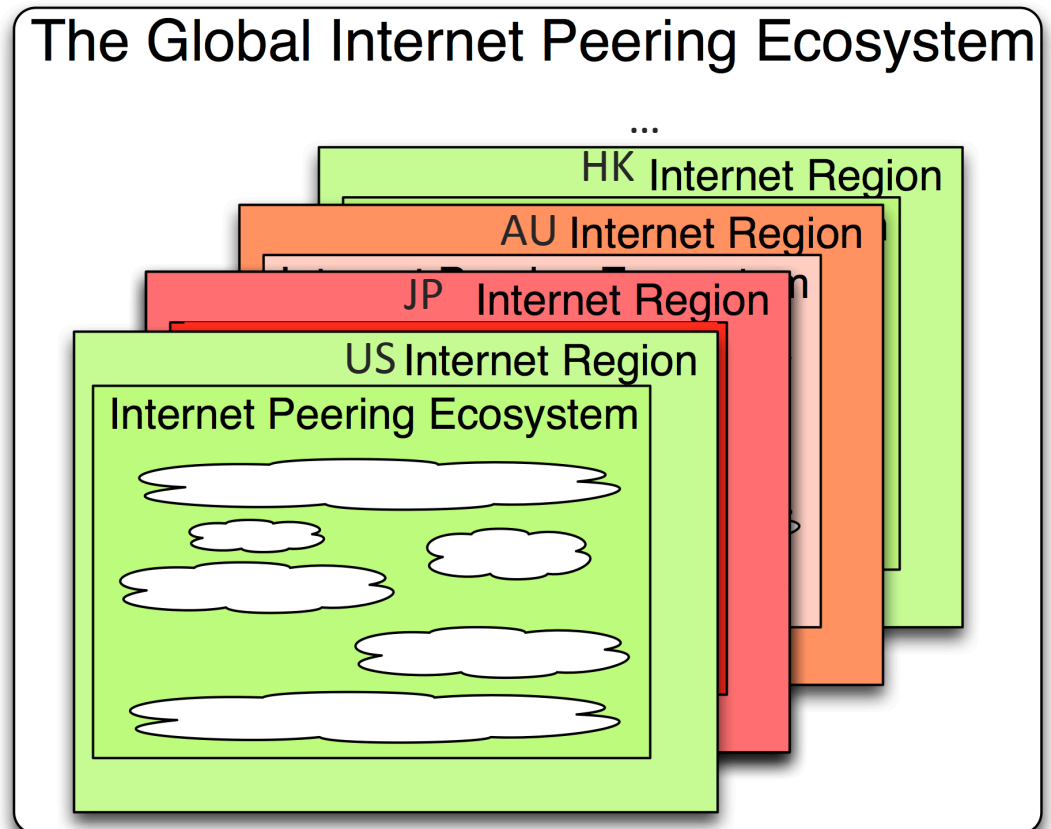 The Global Internet Peering Ecosystem
...
HK Internet Region
AU Internet Region
JP Internet Region
US Internet Region
Internet Peering Ecosystem